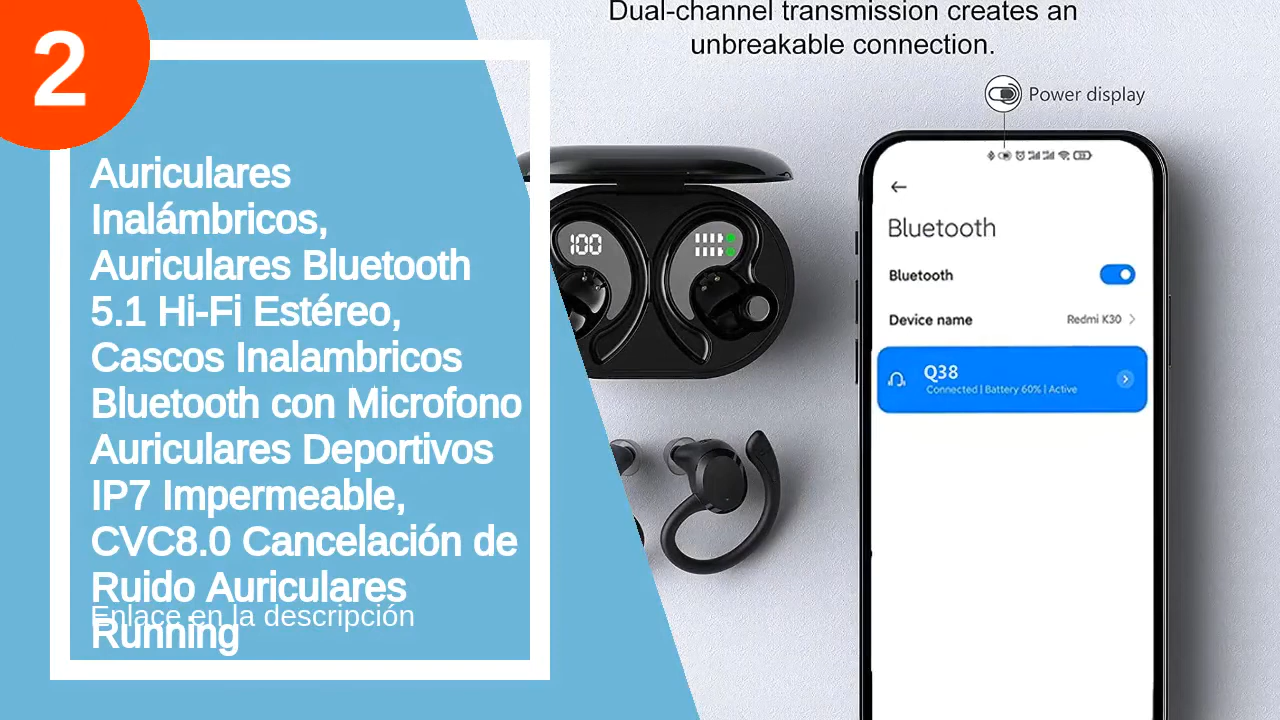 2
Auriculares
Inalámbricos,
Auriculares Bluetooth
5.1 Hi-Fi Estéreo,
Cascos Inalambricos
Bluetooth con Microfono
Auriculares Deportivos
IP7 Impermeable,
CVC8.0 Cancelación de
Ruido Auriculares
Enlace en la descripción
Running
Dual-channel transmission creates an
unbreakable connection.
Power display
100
Bluetooth
Bluetooth
Device name Redmi K30
Q38
Connected | Battery 60% | Active